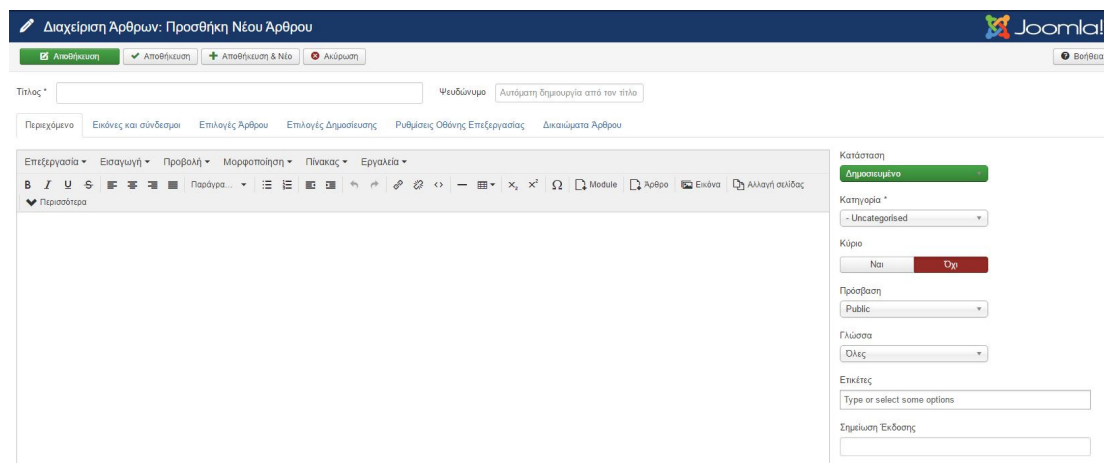 Διαχείριση Άρθρων: Προσθήκη Νέου Άρθρου
Joomla!
Αποθήκευση Αποθήκευση Αποθήκευση & Νέο Ακύρωση Βοήθεια
Τίτλος * Ψευδώνυμο Αυτόματη δημιουργία από τον τίτλο
Περιεχόμενο Εικόνες και σύνδεσμοι Επιλογές Άρθρου Επιλογές Δημοσίευσης Ρυθμίσεις Οθόνης Επεξεργασίας Δικαιώματα Άρθρου
Επεξεργασία Εισαγωγή Προβολή Μορφοποίηση Πίνακας Εργαλεία
B I U S Παράγρα... x₂ x² Ω Module Άρθρο Εικόνα Αλλαγή σελίδας
Περισσότερα
Κατάσταση
Δημοσιευμένο
Κατηγορία *
- Uncategorised
Κύριο
Ναι Όχι
Πρόσβαση
Public
Γλώσσα
Όλες
Ετικέτες
Type or select some options
Σημείωση Έκδοσης